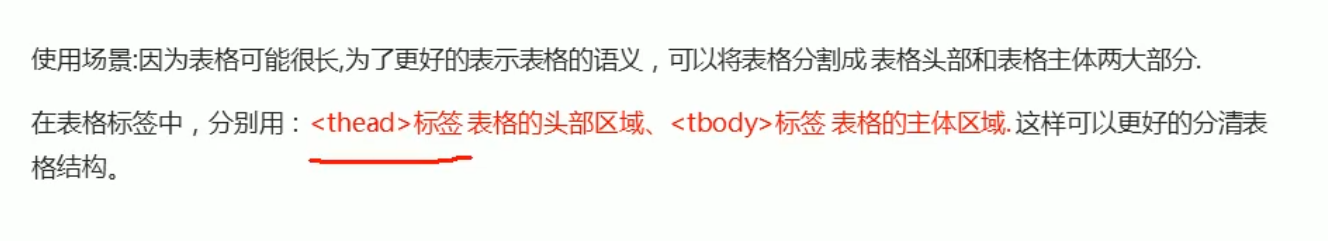 使用场景:因为表格可能很长,为了更好的表示表格的语义，可以将表格分割成 表格头部和表格主体两大部分.
在表格标签中，分别用：<thead>标签 表格的头部区域、<tbody>标签 表格的主体区域. 这样可以更好的分清表
格结构。